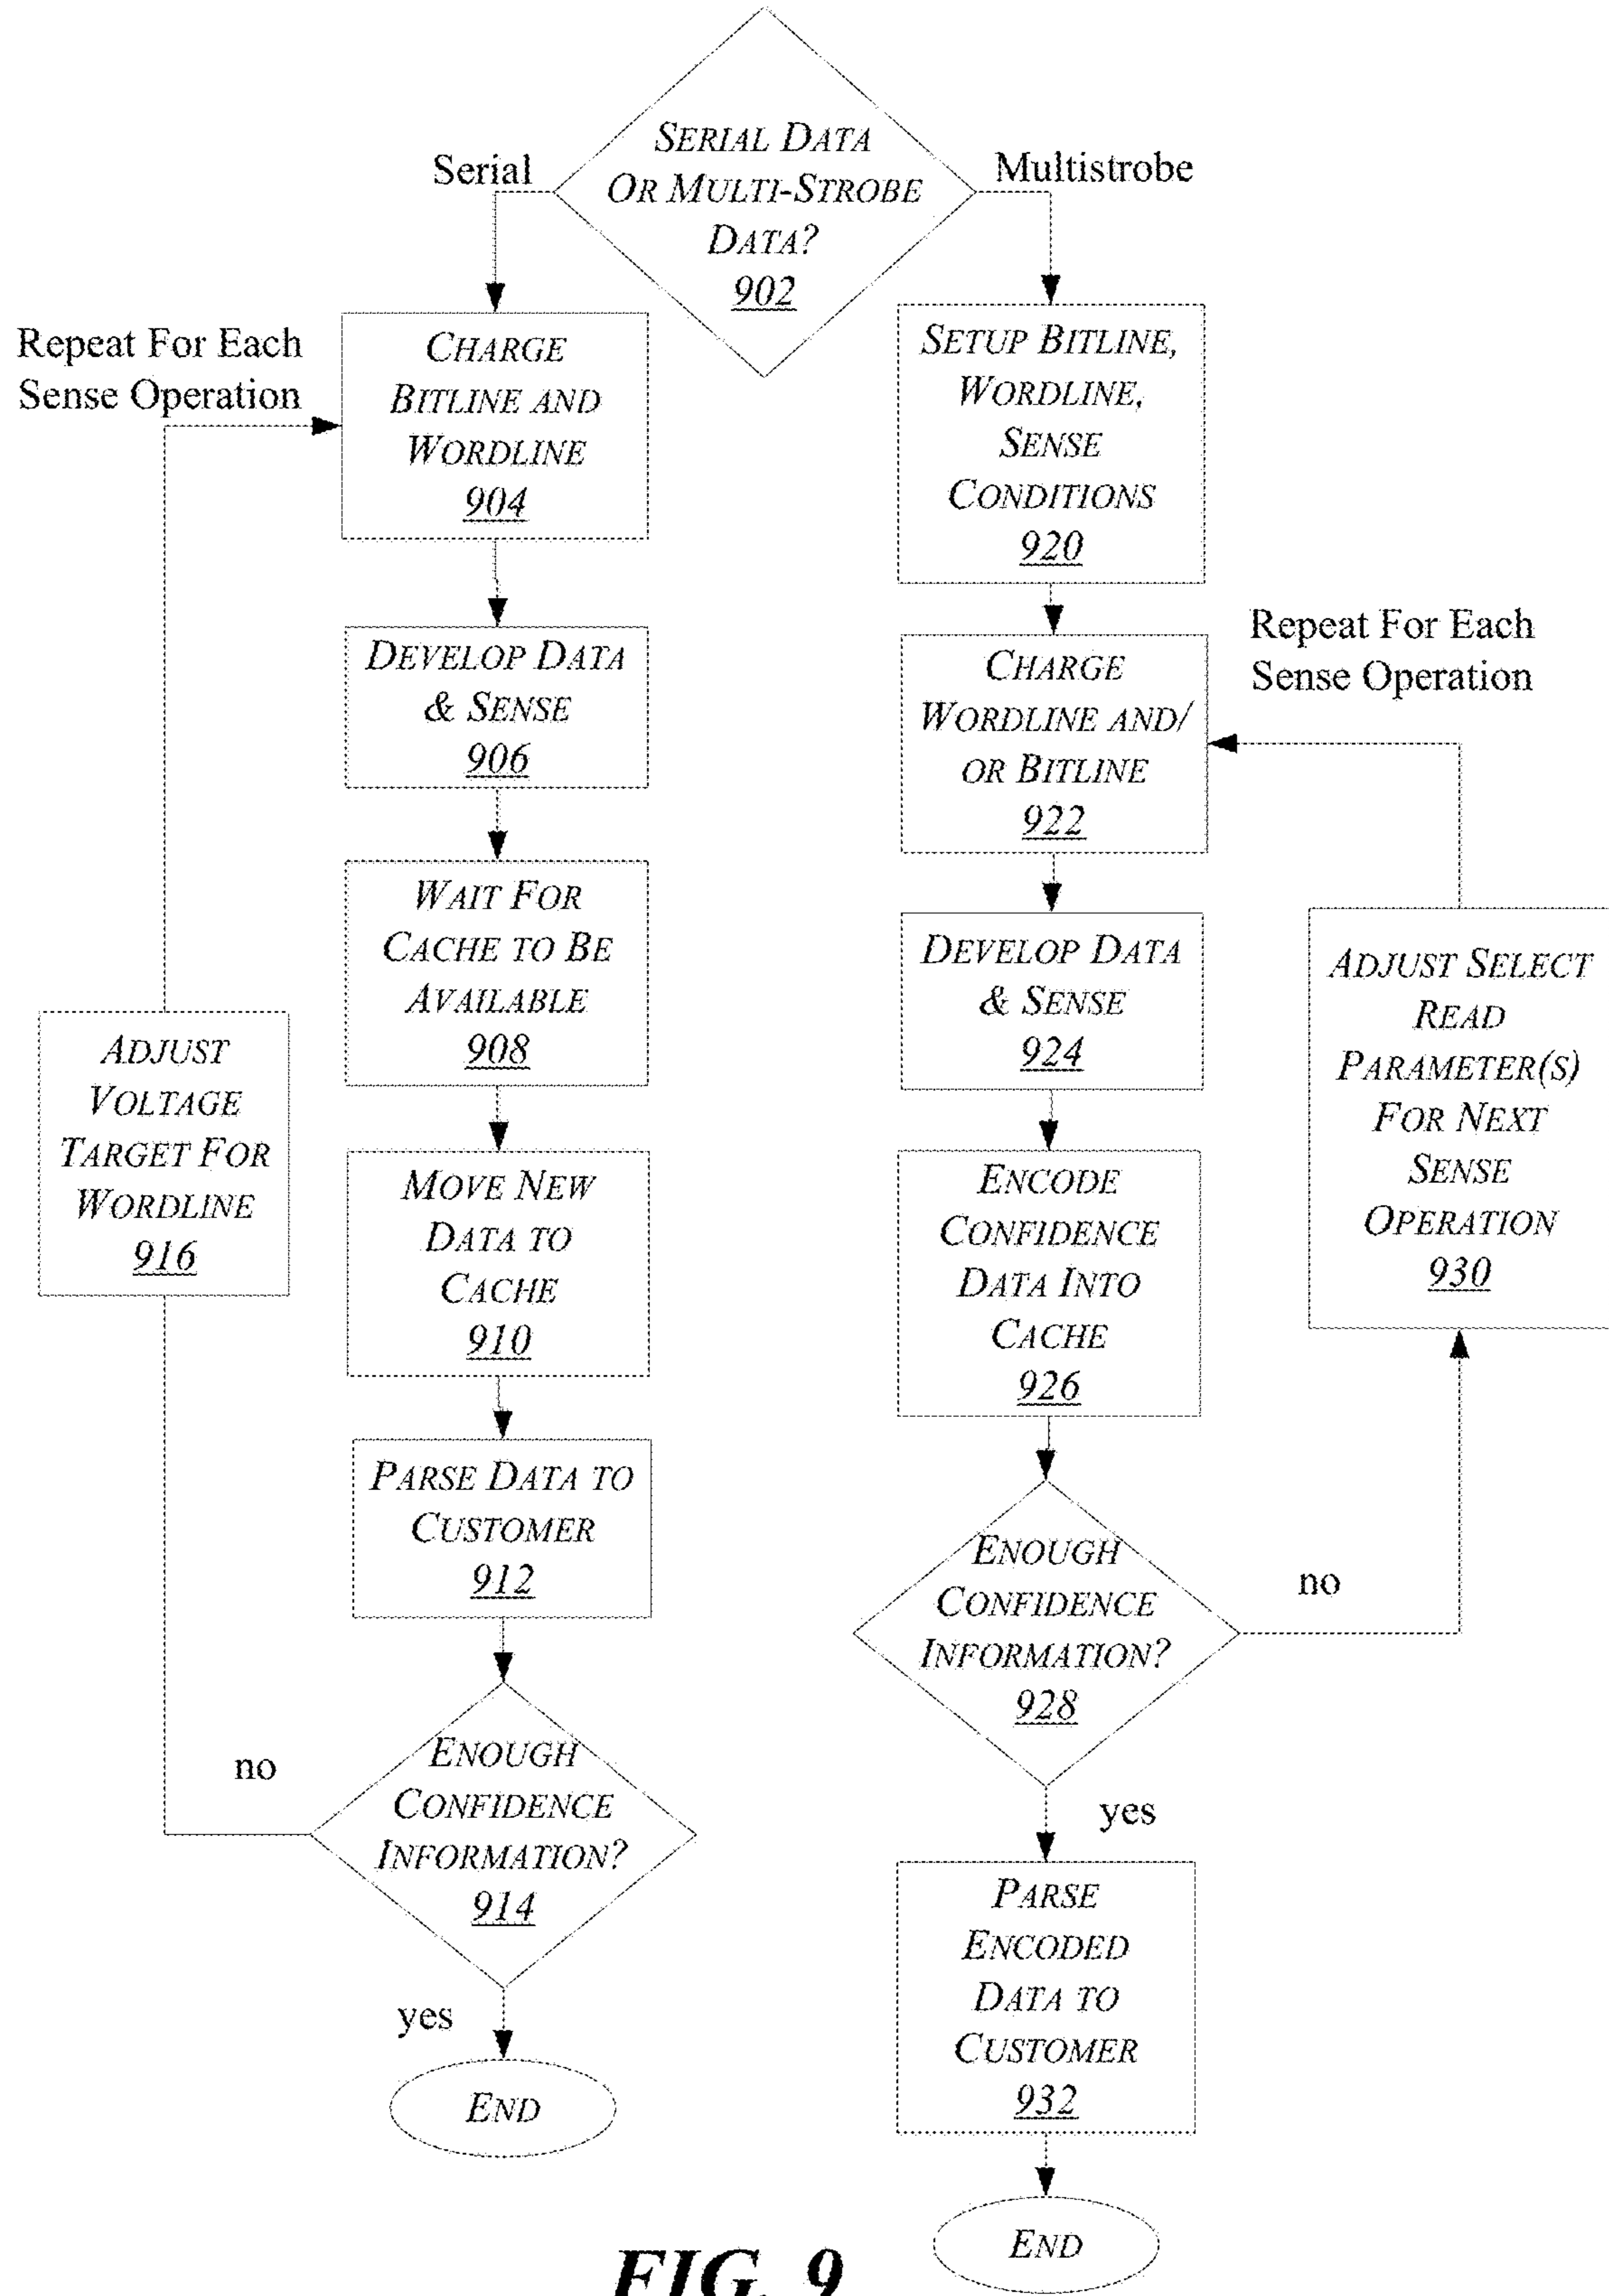 SERIAL DATA
OR MULTI-STROBE
DATA?
902
Serial
Multistrobe
Repeat For Each
Sense Operation
CHARGE
BITLINE AND
WORDLINE
904
DEVELOP DATA
& SENSE
906
WAIT FOR
CACHE TO BE
AVAILABLE
908
MOVE NEW
DATA TO
CACHE
910
PARSE DATA TO
CUSTOMER
912
ENOUGH
CONFIDENCE
INFORMATION?
914
no
ADJUST
VOLTAGE
TARGET FOR
WORDLINE
916
yes
END
SETUP BITLINE,
WORDLINE,
SENSE
CONDITIONS
920
Repeat For Each
Sense Operation
CHARGE
WORDLINE AND/
OR BITLINE
922
DEVELOP DATA
& SENSE
924
ENCODE
CONFIDENCE
DATA INTO
CACHE
926
ENOUGH
CONFIDENCE
INFORMATION?
928
no
ADJUST SELECT
READ
PARAMETER(S)
FOR NEXT
SENSE
OPERATION
930
yes
PARSE
ENCODED
DATA TO
CUSTOMER
932
END
FIG. 9